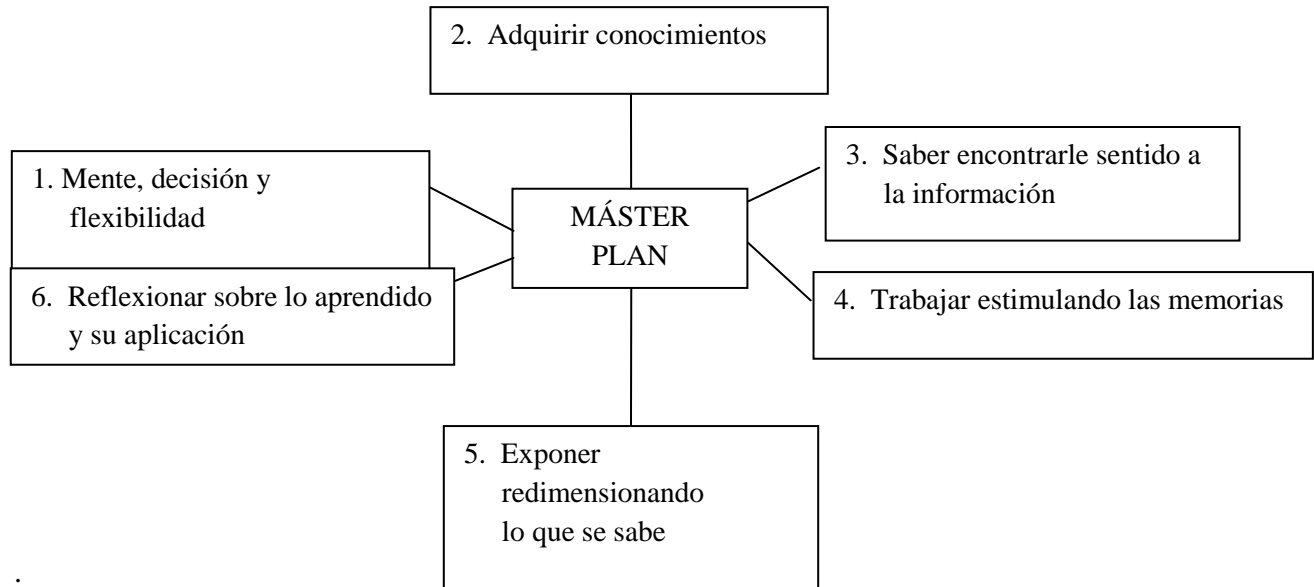 2. Adquirir conocimientos
1. Mente, decisión y
flexibilidad
MÁSTER
PLAN
3. Saber encontrarle sentido a
la información
6. Reflexionar sobre lo aprendido
y su aplicación
4. Trabajar estimulando las memorias
5. Exponer
redimensionando
lo que se sabe
.